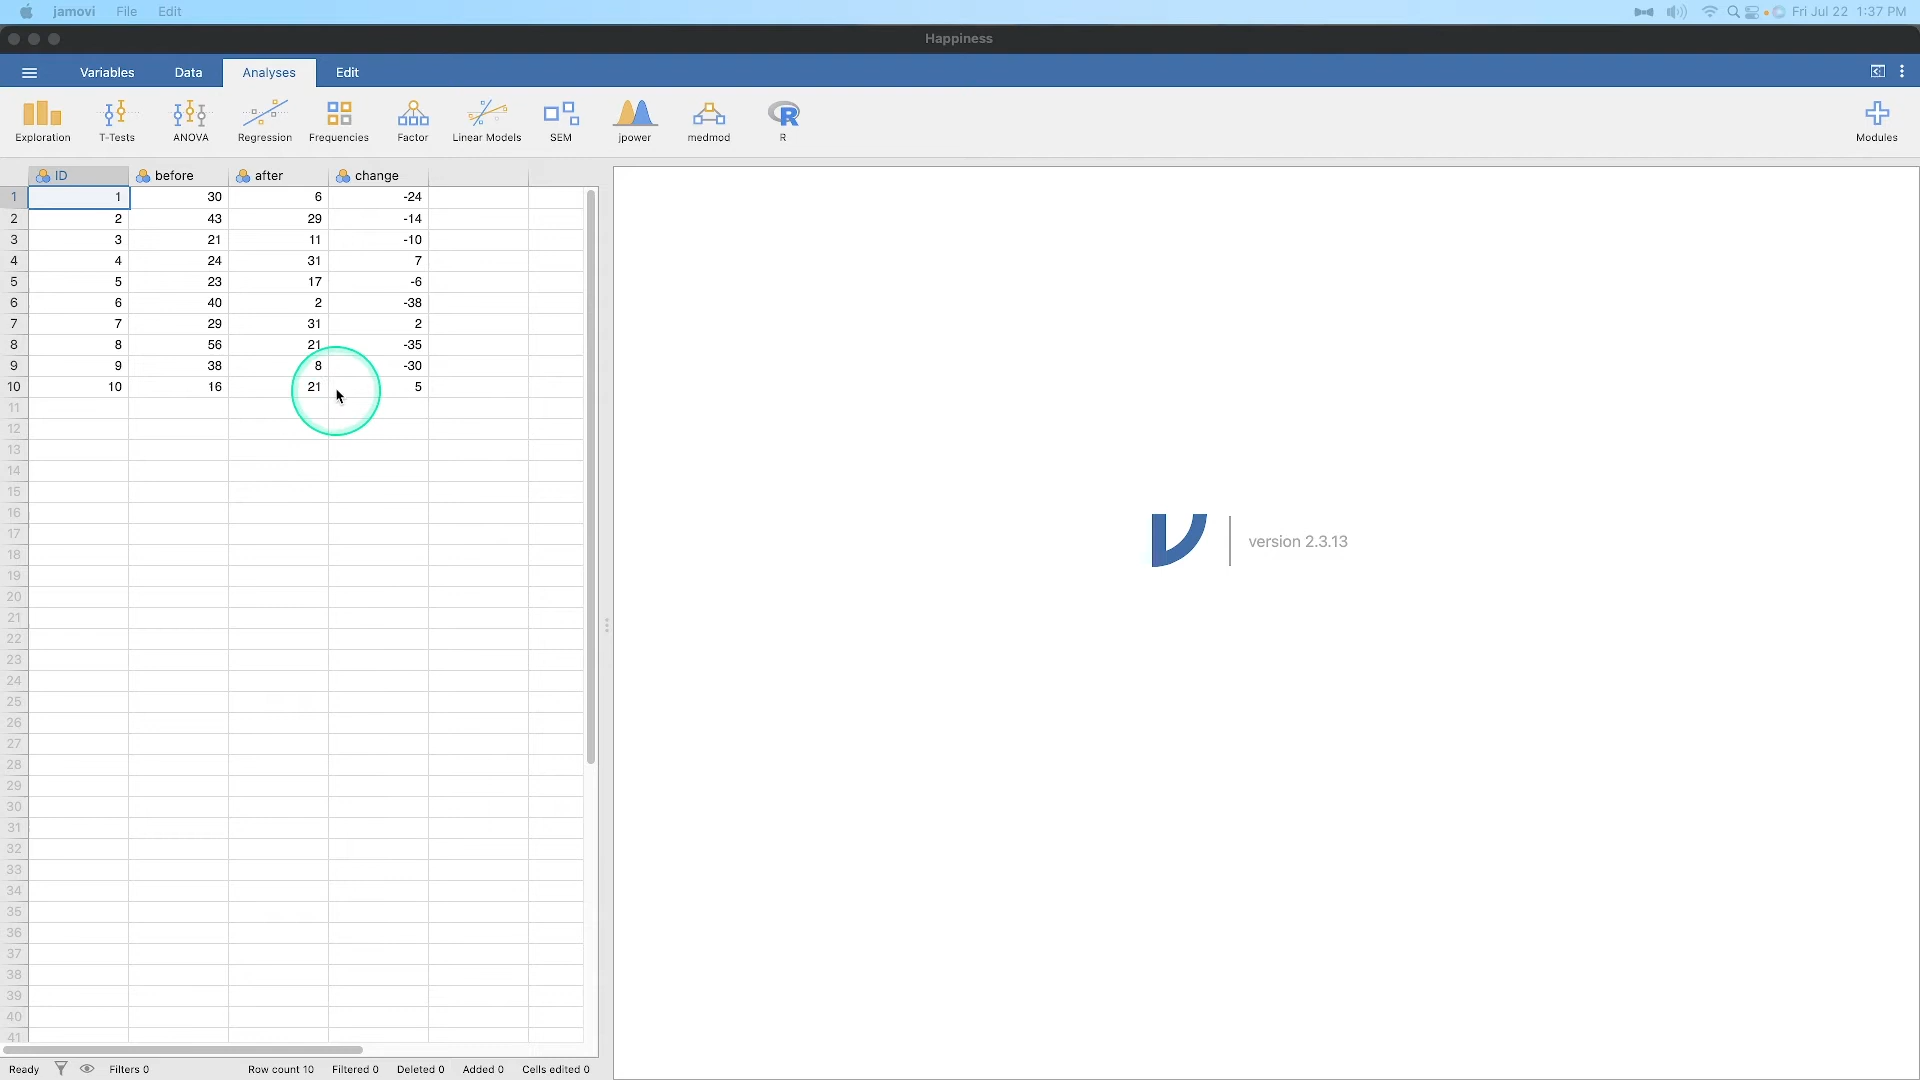 jamovi File Edit Fri Jul 22 1:37 PM
Happiness
Variables Data Analyses Edit
Exploration T-Tests ANOVA Regression Frequencies Factor Linear Models SEM jpower medmod R Modules
ID before after change
1 1 30 6 -24
2 2 43 29 -14
3 3 21 11 -10
4 4 24 31 7
5 5 23 17 -6
6 6 40 2 -38
7 7 29 31 2
8 8 56 21 -35
9 9 38 8 -30
10 10 16 21 5
11
12
13
14
15
16
17
version 2.3.13
18
19
20
21
22
23
24
25
26
27
28
29
30
31
32
33
34
35
36
37
38
39
40
41
Ready Filters 0 Row count 10 Filtered 0 Deleted 0 Added 0 Cells edited 0